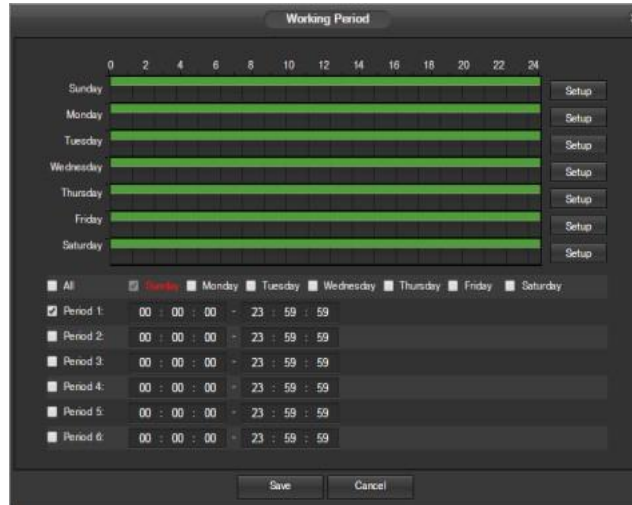 Working Period
0 2 4 6 8 10 12 14 16 18 20 22 24
Sunday Setup
Monday Setup
Tuesday Setup
Wednesday Setup
Thursday Setup
Friday Setup
Saturday Setup
All Sunday Monday Tuesday Wednesday Thursday Friday Saturday
Period 1: 00 : 00 : 00 - 23 : 59 : 59
Period 2: 00 : 00 : 00 - 23 : 59 : 59
Period 3: 00 : 00 : 00 - 23 : 59 : 59
Period 4: 00 : 00 : 00 - 23 : 59 : 59
Period 5: 00 : 00 : 00 - 23 : 59 : 59
Period 6: 00 : 00 : 00 - 23 : 59 : 59
Save Cancel